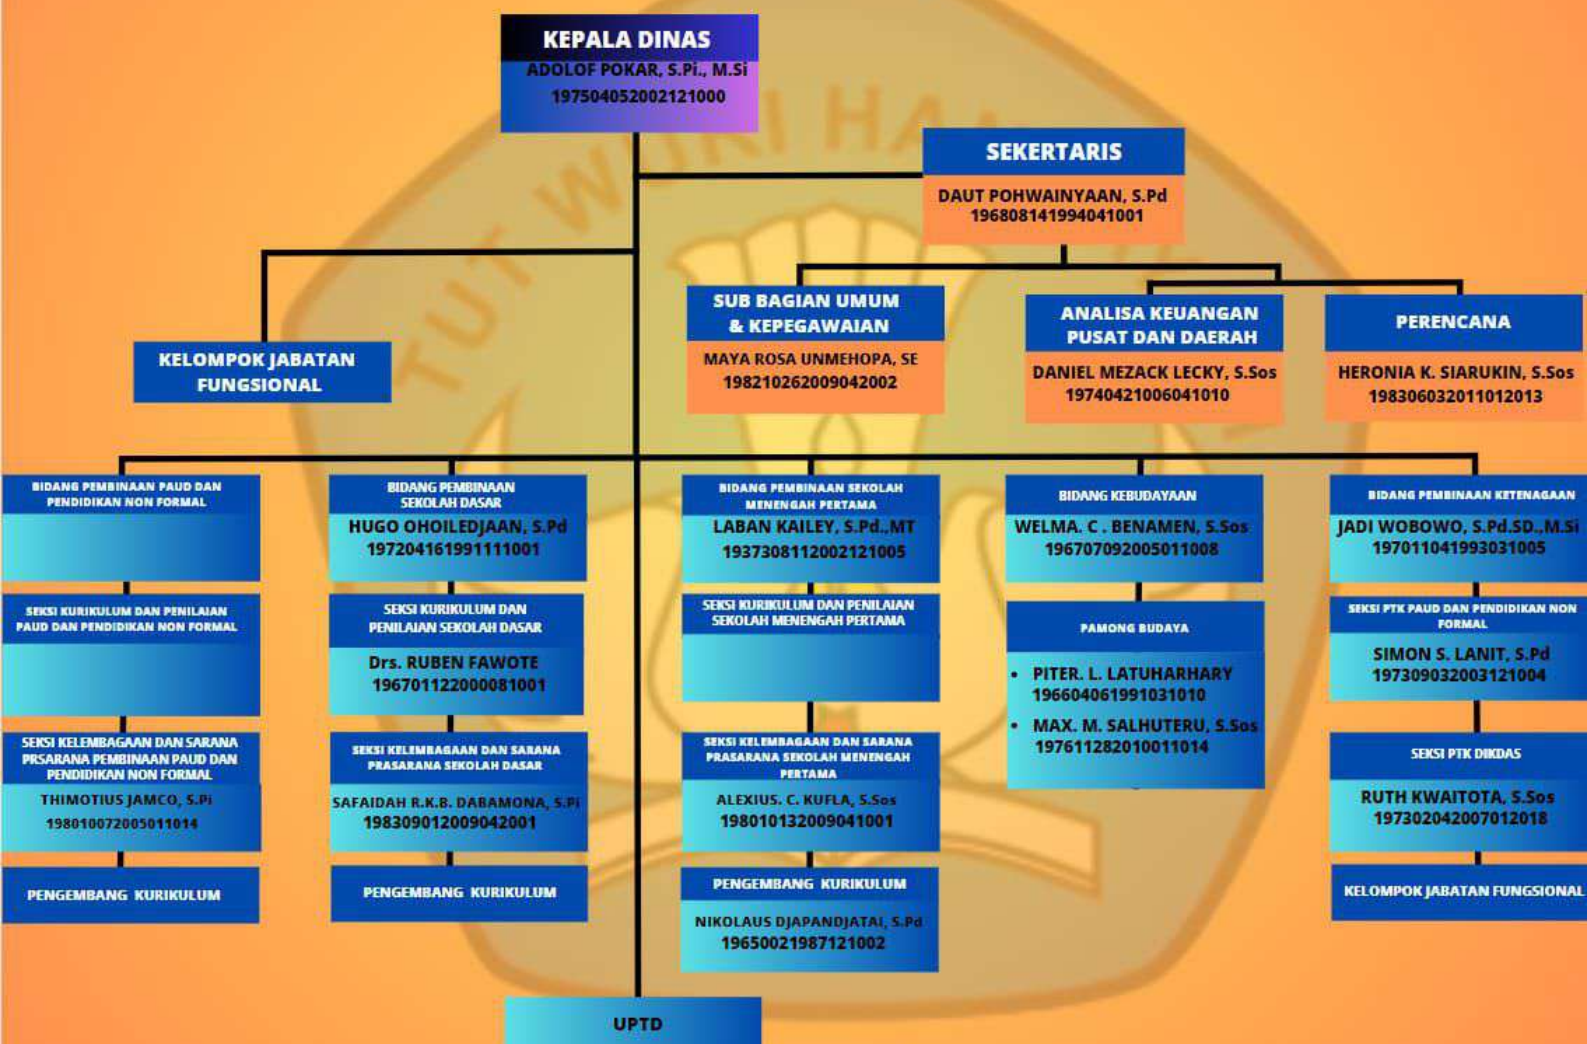 KEPALA DINAS
ADOLOF POKAR, S.Pi., M.Si
197504052002121000
SEKERTARIS
DAUT POHWAINYAAN, S.Pd
196808141994041001
SUB BAGIAN UMUM
& KEPEGAWAIAN
MAYA ROSA UNMEHOPA, SE
198210262009042002
ANALISA KEUANGAN
PUSAT DAN DAERAH
DANIEL MEZACK LECKY, S.Sos
19740421006041010
PERENCANA
HERONIA K. SIARUKIN, S.Sos
198306032011012013
KELOMPOK JABATAN
FUNGSIONAL
BIDANG PEMBINAAN PAUD DAN
PENDIDIKAN NON FORMAL
SEKSI KURIKULUM DAN PENILAIAN
PAUD DAN PENDIDIKAN NON FORMAL
SEKSI KELEMBAGAAN DAN SARANA
PRSARANA PEMBINAAN PAUD DAN
PENDIDIKAN NON FORMAL
THIMOTIUS JAMCO, S.Pi
198010072005011014
PENGEMBANG KURIKULUM
BIDANG PEMBINAAN
SEKOLAH DASAR
HUGO OHOILEDJAAN, S.Pd
197204161991111001
SEKSI KURIKULUM DAN
PENILAIAN SEKOLAH DASAR
Drs. RUBEN FAWOTE
196701122000081001
SEKSI KELEMBAGAAN DAN SARANA
PRASARANA SEKOLAH DASAR
SAFAIDAH R.K.B. DABAMONA, S.Pi
198309012009042001
PENGEMBANG KURIKULUM
BIDANG PEMBINAAN SEKOLAH
MENENGAH PERTAMA
LABAN KAILEY, S.Pd.,MT
1937308112002121005
SEKSI KURIKULUM DAN PENILAIAN
SEKOLAH MENENGAH PERTAMA
SEKSI KELEMBAGAAN DAN SARANA
PRASARANA SEKOLAH MENENGAH
PERTAMA
ALEXIUS. C. KUFLA, S.Sos
198010132009041001
PENGEMBANG KURIKULUM
NIKOLAUS DJAPANDJATAI, S.Pd
19650021987121002
BIDANG KEBUDAYAAN
WELMA. C . BENAMEN, S.Sos
196707092005011008
PAMONG BUDAYA
• PITER. L. LATUHARHARY
196604061991031010
• MAX. M. SALHUTERU, S.Sos
197611282010011014
BIDANG PEMBINAAN KETENAGAAN
JADI WOBOWO, S.Pd.SD.,M.Si
197011041993031005
SEKSI PTK PAUD DAN PENDIDIKAN NON
FORMAL
SIMON S. LANIT, S.Pd
197309032003121004
SEKSI PTK DIKDAS
RUTH KWAITOTA, S.Sos
197302042007012018
KELOMPOK JABATAN FUNGSIONAL
UPTD
TUT WURI HA